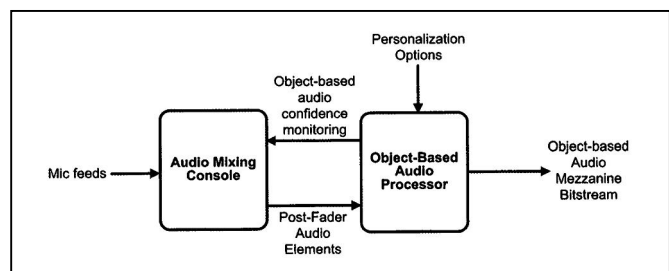 Personalization
Options
Object-based
audio
confidence
monitoring
Mic feeds
Audio Mixing
Console
Object-Based
Audio
Processor
Object-based
Audio
Mezzanine
Bitstream
Post-Fader
Audio
Elements